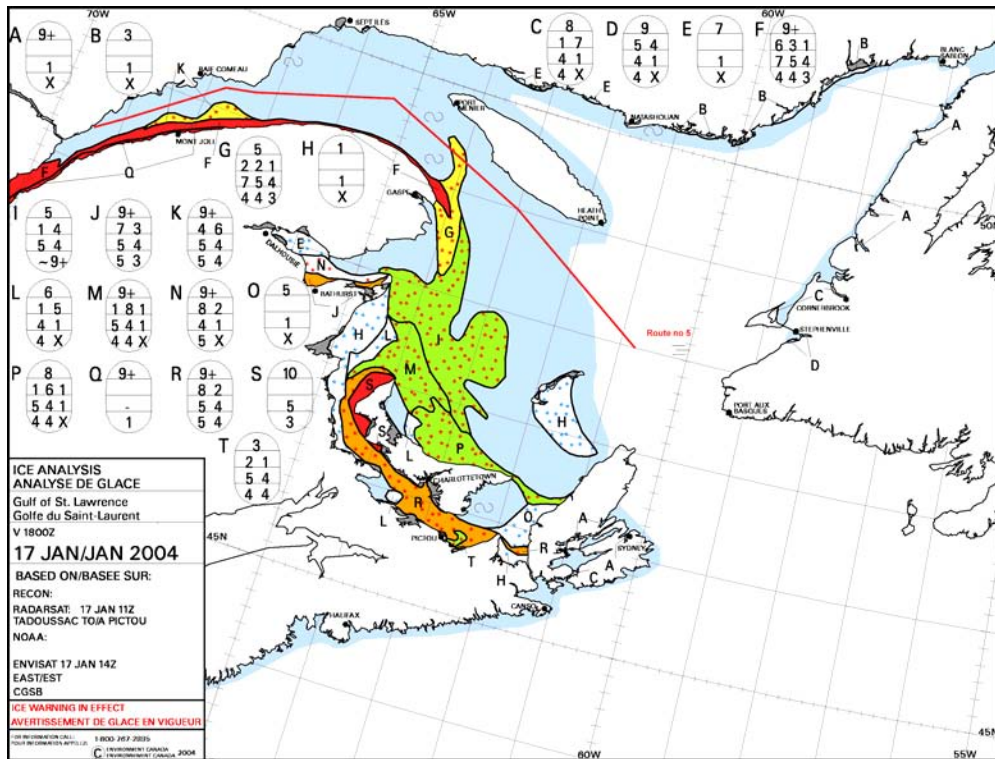 70W
65W
60W
A
9+
1
X
B
3
1
X
C
8
1 7
4 1
4 X
D
9
5 4
4 1
4 X
E
7
1
X
F
9+
6 3 1
7 5 4
4 4 3
SEPT ILES
BAIE COMEAU
K
PORT MENIER
E
E
NATASHQUAN
B
B
B
BLANC SABLON
MONT JOLI
F
Q
F
F
A
A
G
5
2 2 1
7 5 4
4 4 3
H
1
1
X
GASPE
HEATH POINT
50N
I
5
1 4
5 4
~9+
J
9+
7 3
5 4
5 3
K
9+
4 6
5 4
5 4
DALHOUSIE
E
N
G
BATHURST
J
C
CORNERBROOK
STEPHENVILLE
D
L
6
1 5
4 1
4 X
M
9+
1 8 1
5 4 1
4 4 X
N
9+
8 2
4 1
5 X
O
5
1
X
H
L
J
Route no 5
I
M
P
8
1 6 1
5 4 1
4 4 X
Q
9+
-
1
R
9+
8 2
5 4
5 4
S
10
5
3
S
S
L
P
H
PORT AUX BASQUES
T
3
2 1
5 4
4 4
CHARLOTTETOWN
R
L
PICTOU
T
O
H
R
A
A
C
SYDNEY
CANSO
HALIFAX
45N
ICE ANALYSIS
ANALYSE DE GLACE
Gulf of St. Lawrence
Golfe du Saint-Laurent
V 1800Z
17 JAN/JAN 2004
BASED ON/BASEE SUR:
RECON:
RADARSAT: 17 JAN 11Z
TADOUSSAC TO/A PICTOU
NOAA:
ENVISAT 17 JAN 14Z
EAST/EST
CGSB
ICE WARNING IN EFFECT
AVERTISSEMENT DE GLACE EN VIGUEUR
FOR INFORMATION CALL:
POUR INFORMATION APPELLEZ:
1-800-767-2885
© ENVIRONMENT CANADA
ENVIRONNEMENT CANADA 2004
60W
55W
45N